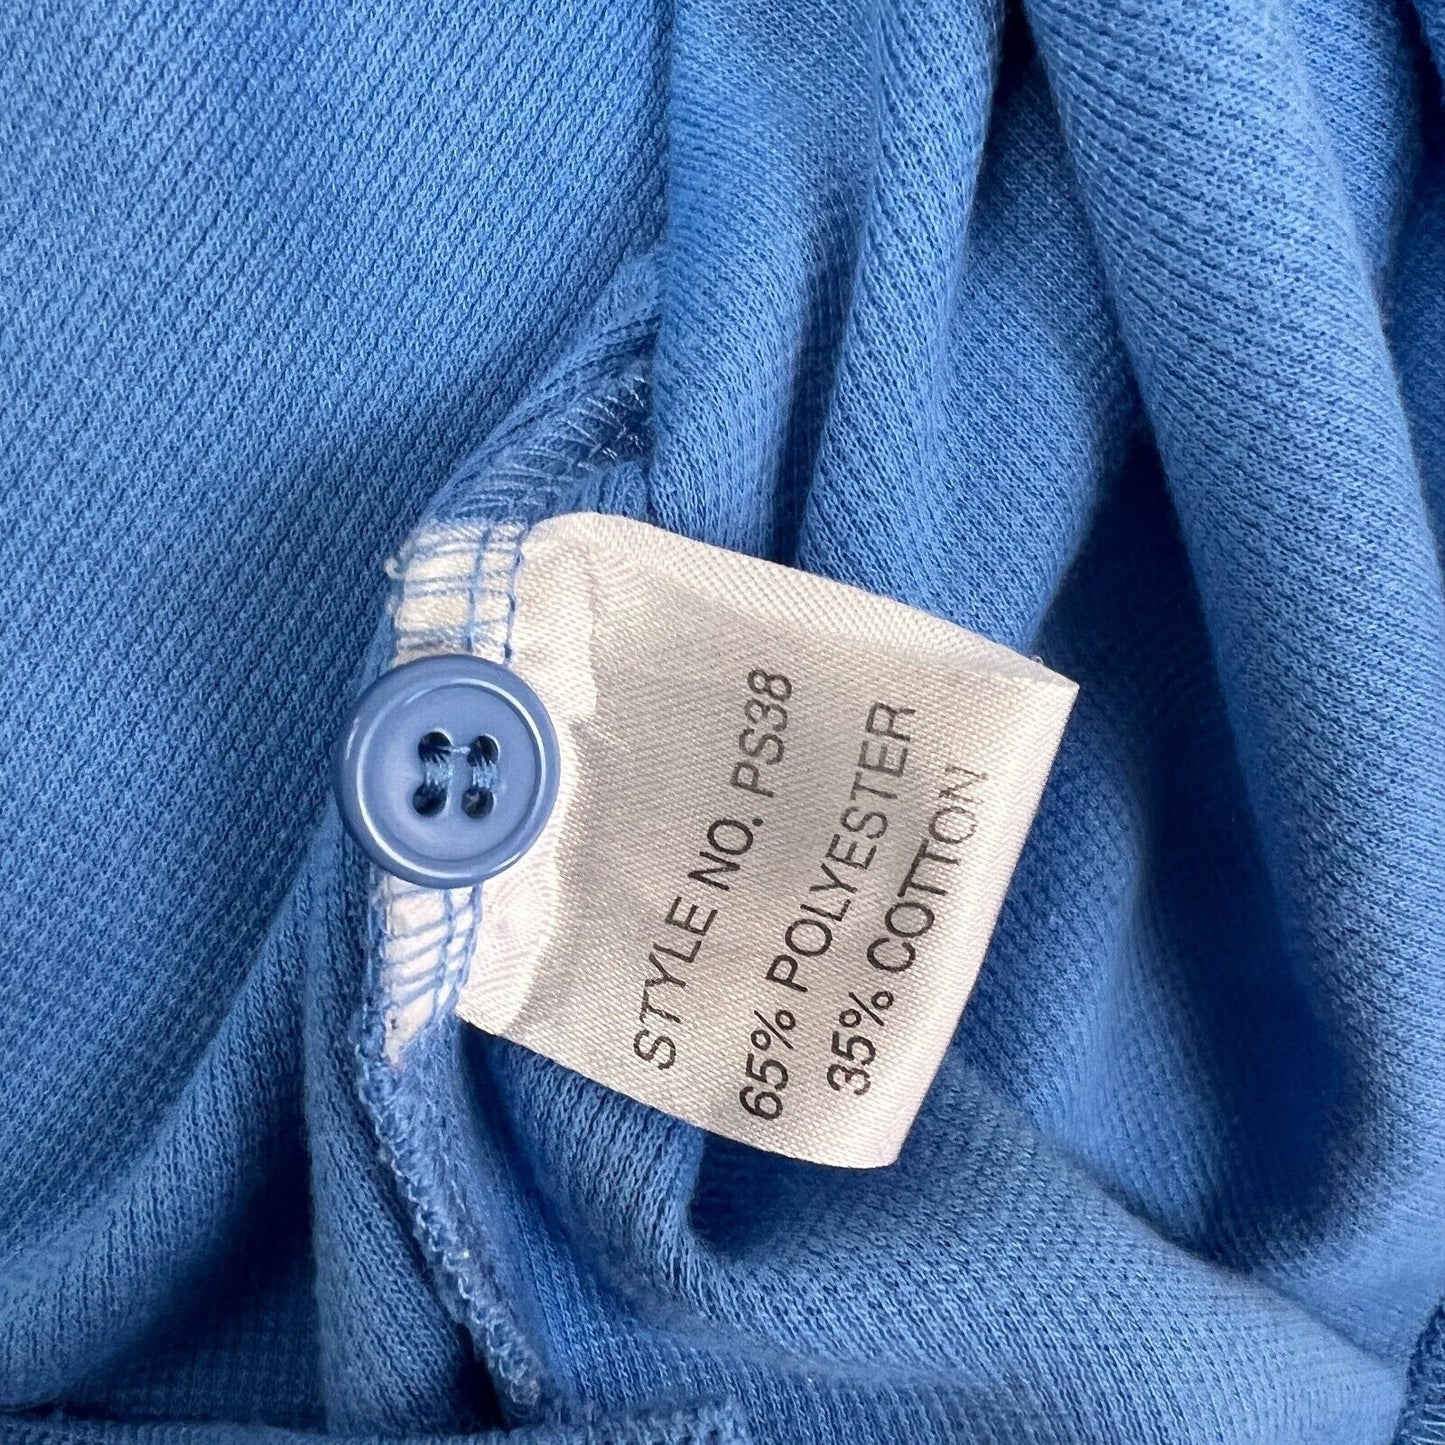 STYLE NO. PS38
65% POLYESTER
35% COTTON